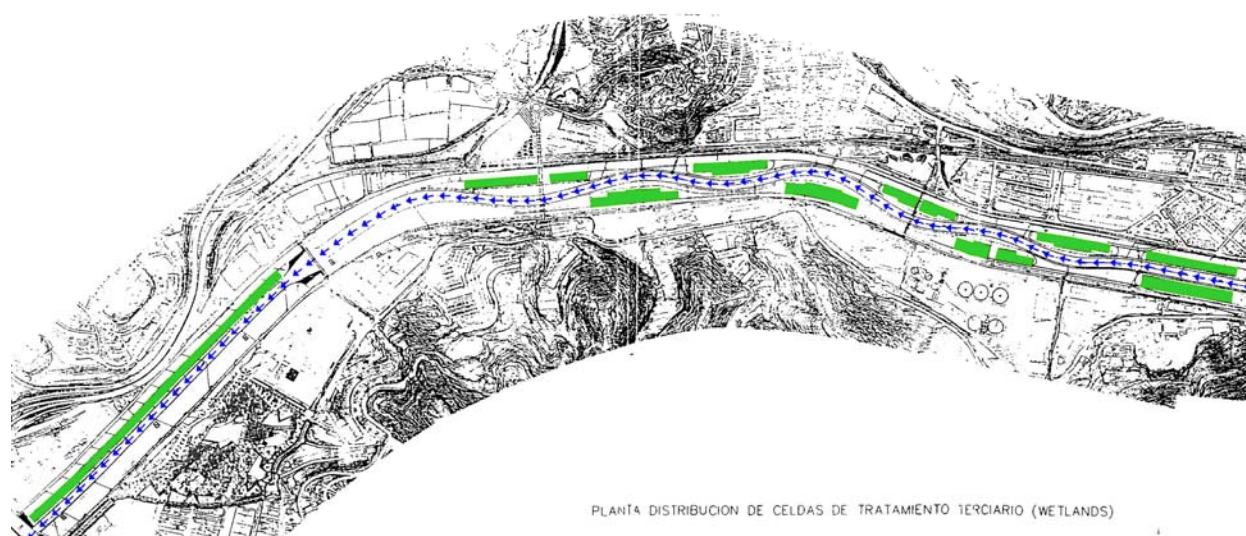 PLANTA DISTRIBUCION DE CELDAS DE TRATAMIENTO TERCIARIO (WETLANDS)